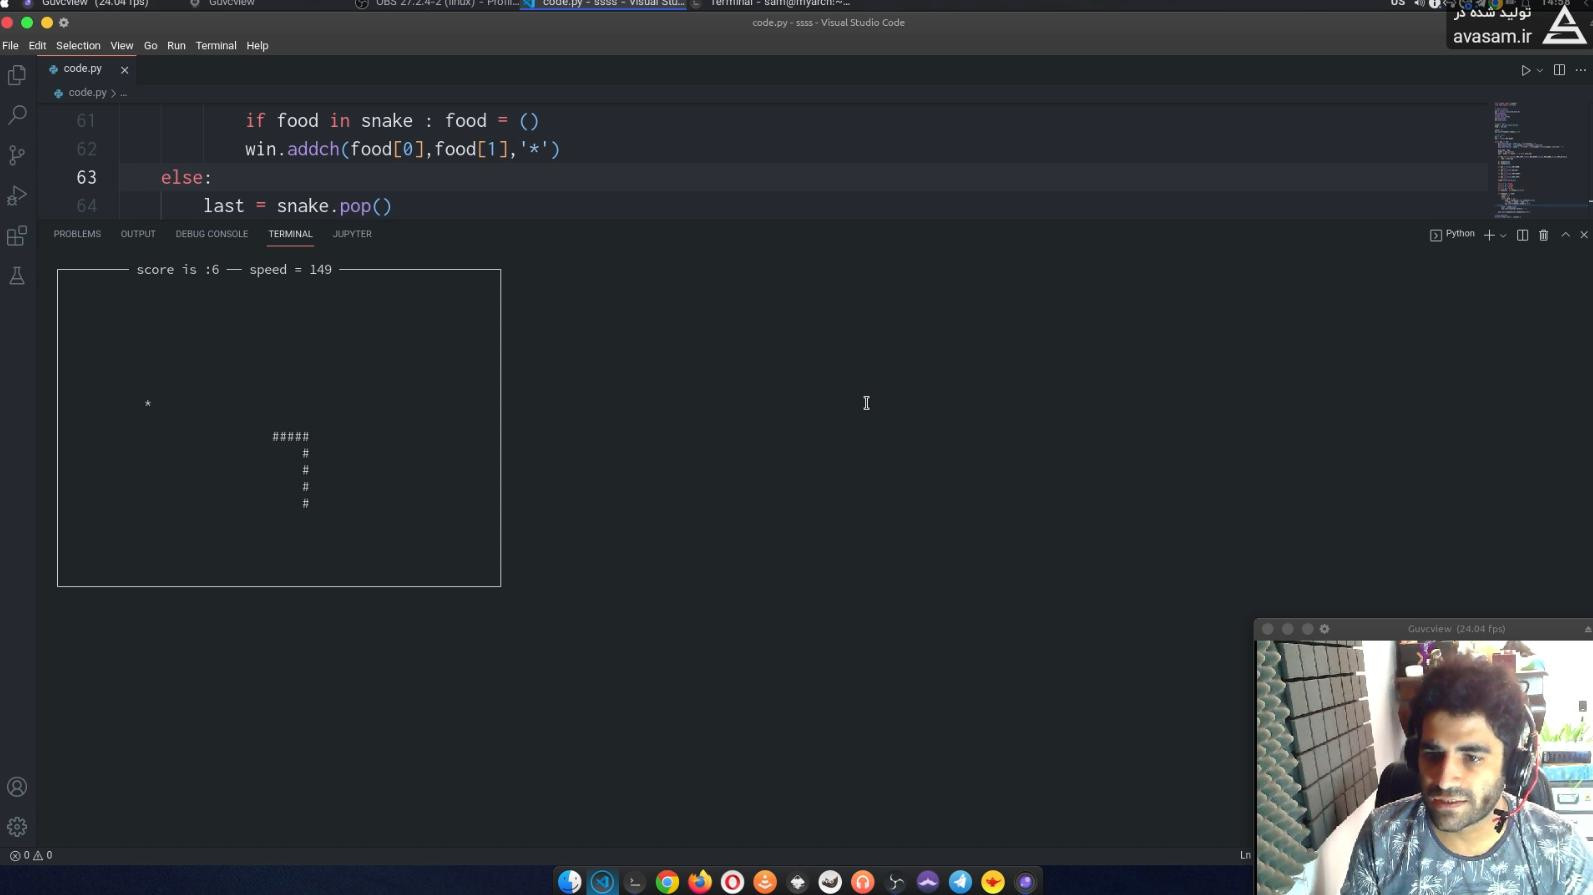 Guvcview (24.04 fps)
Guvcview
OBS 27.2.4-2 (linux) - Profil...
code.py - ssss - Visual Stu...
Terminal - sam@myarch:~...
US
14:58
code.py - ssss - Visual Studio Code
تولید شده در
avasam.ir
File Edit Selection View Go Run Terminal Help
code.py
code.py > ...
61 if food in snake : food = ()
62 win.addch(food[0],food[1],'*')
63 else:
64 last = snake.pop()
PROBLEMS OUTPUT DEBUG CONSOLE TERMINAL JUPYTER
Python
score is :6 speed = 149
*
#####
#
#
#
#
Guvcview (24.04 fps)
0 0
Ln